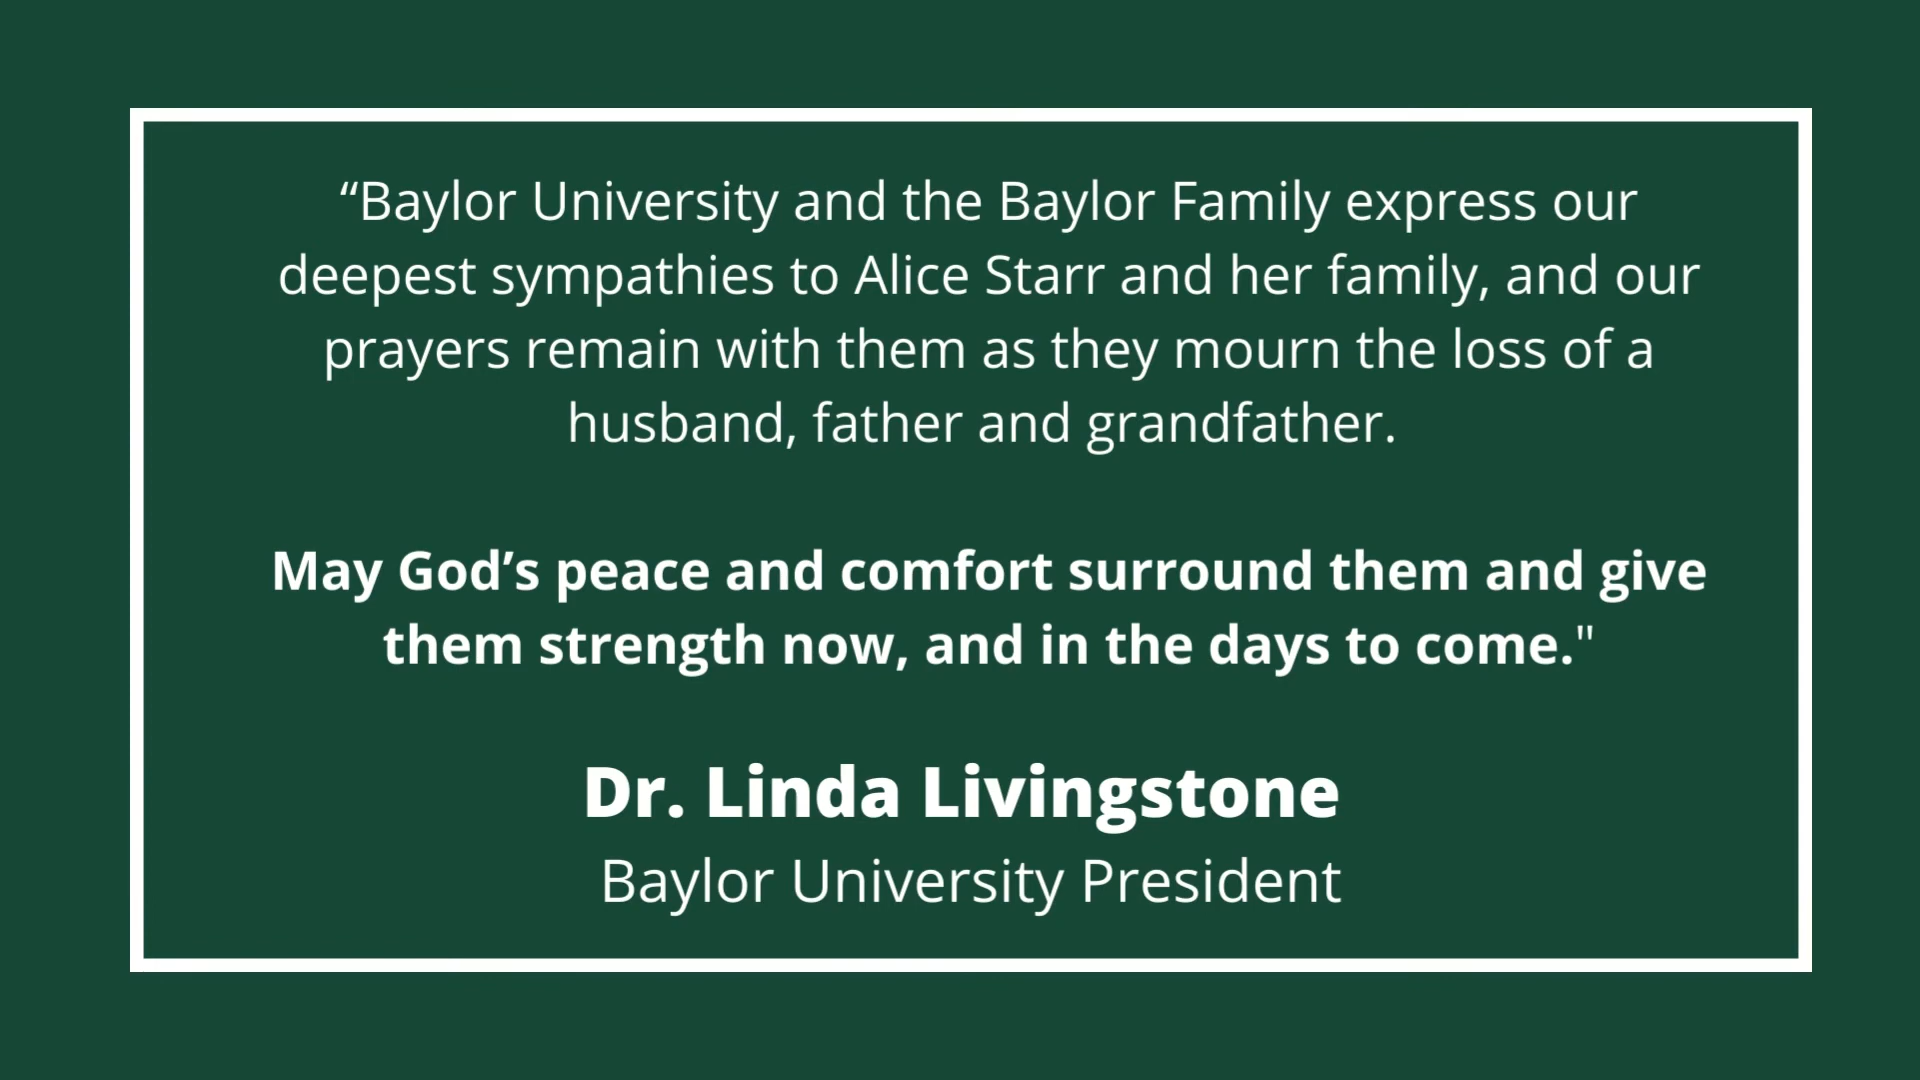 “Baylor University and the Baylor Family express our
deepest sympathies to Alice Starr and her family, and our
prayers remain with them as they mourn the loss of a
husband, father and grandfather.
May God’s peace and comfort surround them and give
them strength now, and in the days to come."
Dr. Linda Livingstone
Baylor University President